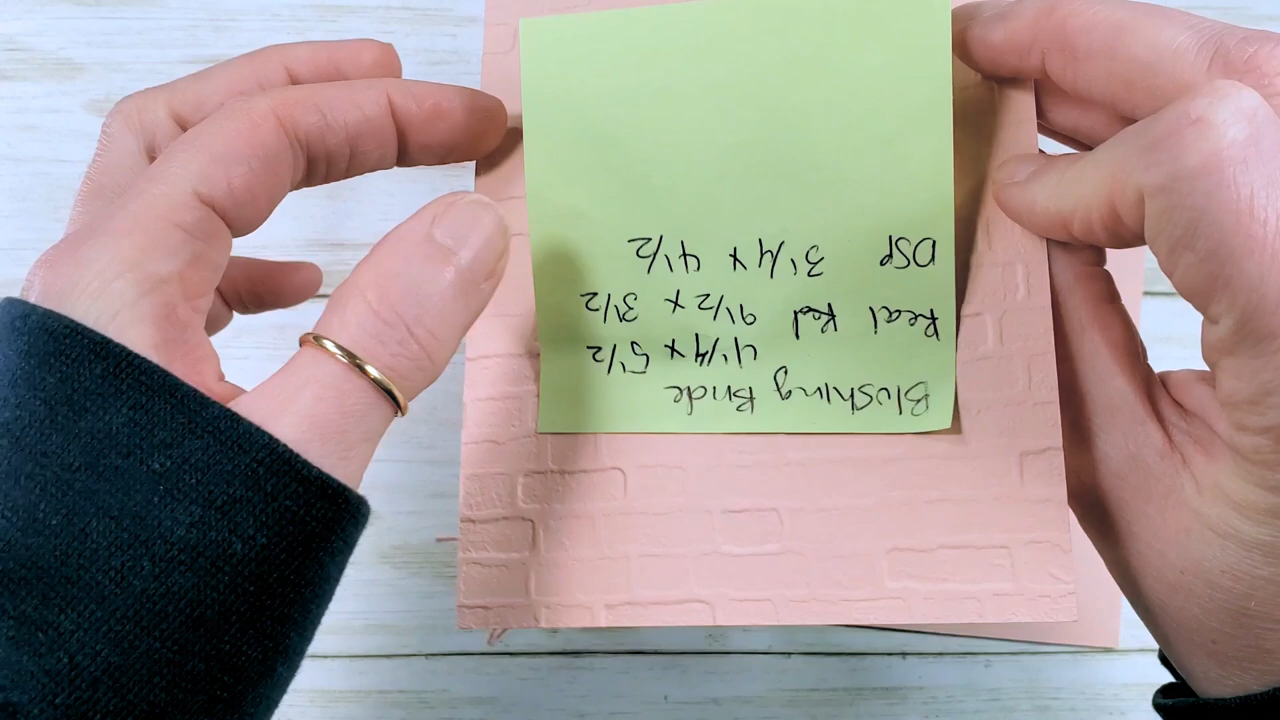 Blushing Bride
4 1/4 x 5 1/2
Real Red 4 1/2 x 3 1/2
DSP 3 1/4 x 4 1/2